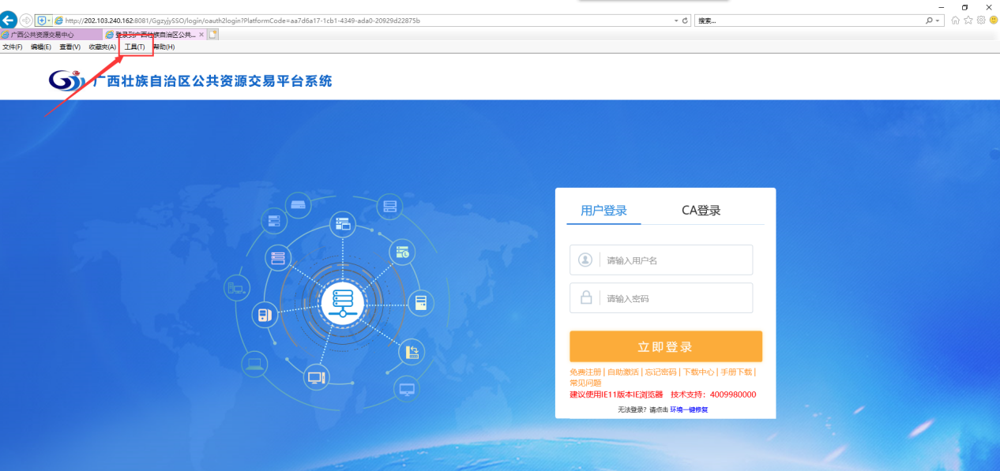 http://202.103.240.162:8081/GgzyjySSO/login/oauth2login?PlatformCode=aa7d6a17-1cb1-4349-ada0-20929d22875b
搜索...
广西公共资源交易中心
登录到广西壮族自治区公共...
文件(F) 编辑(E) 查看(V) 收藏夹(A) 工具(T) 帮助(H)
广西壮族自治区公共资源交易平台系统
用户登录 CA登录
请输入用户名
请输入密码
立即登录
免费注册 | 自助激活 | 忘记密码 | 下载中心 | 手册下载 |
常见问题
建议使用IE11版本IE浏览器 技术支持：4009980000
无法登录？请点击 环境一键修复